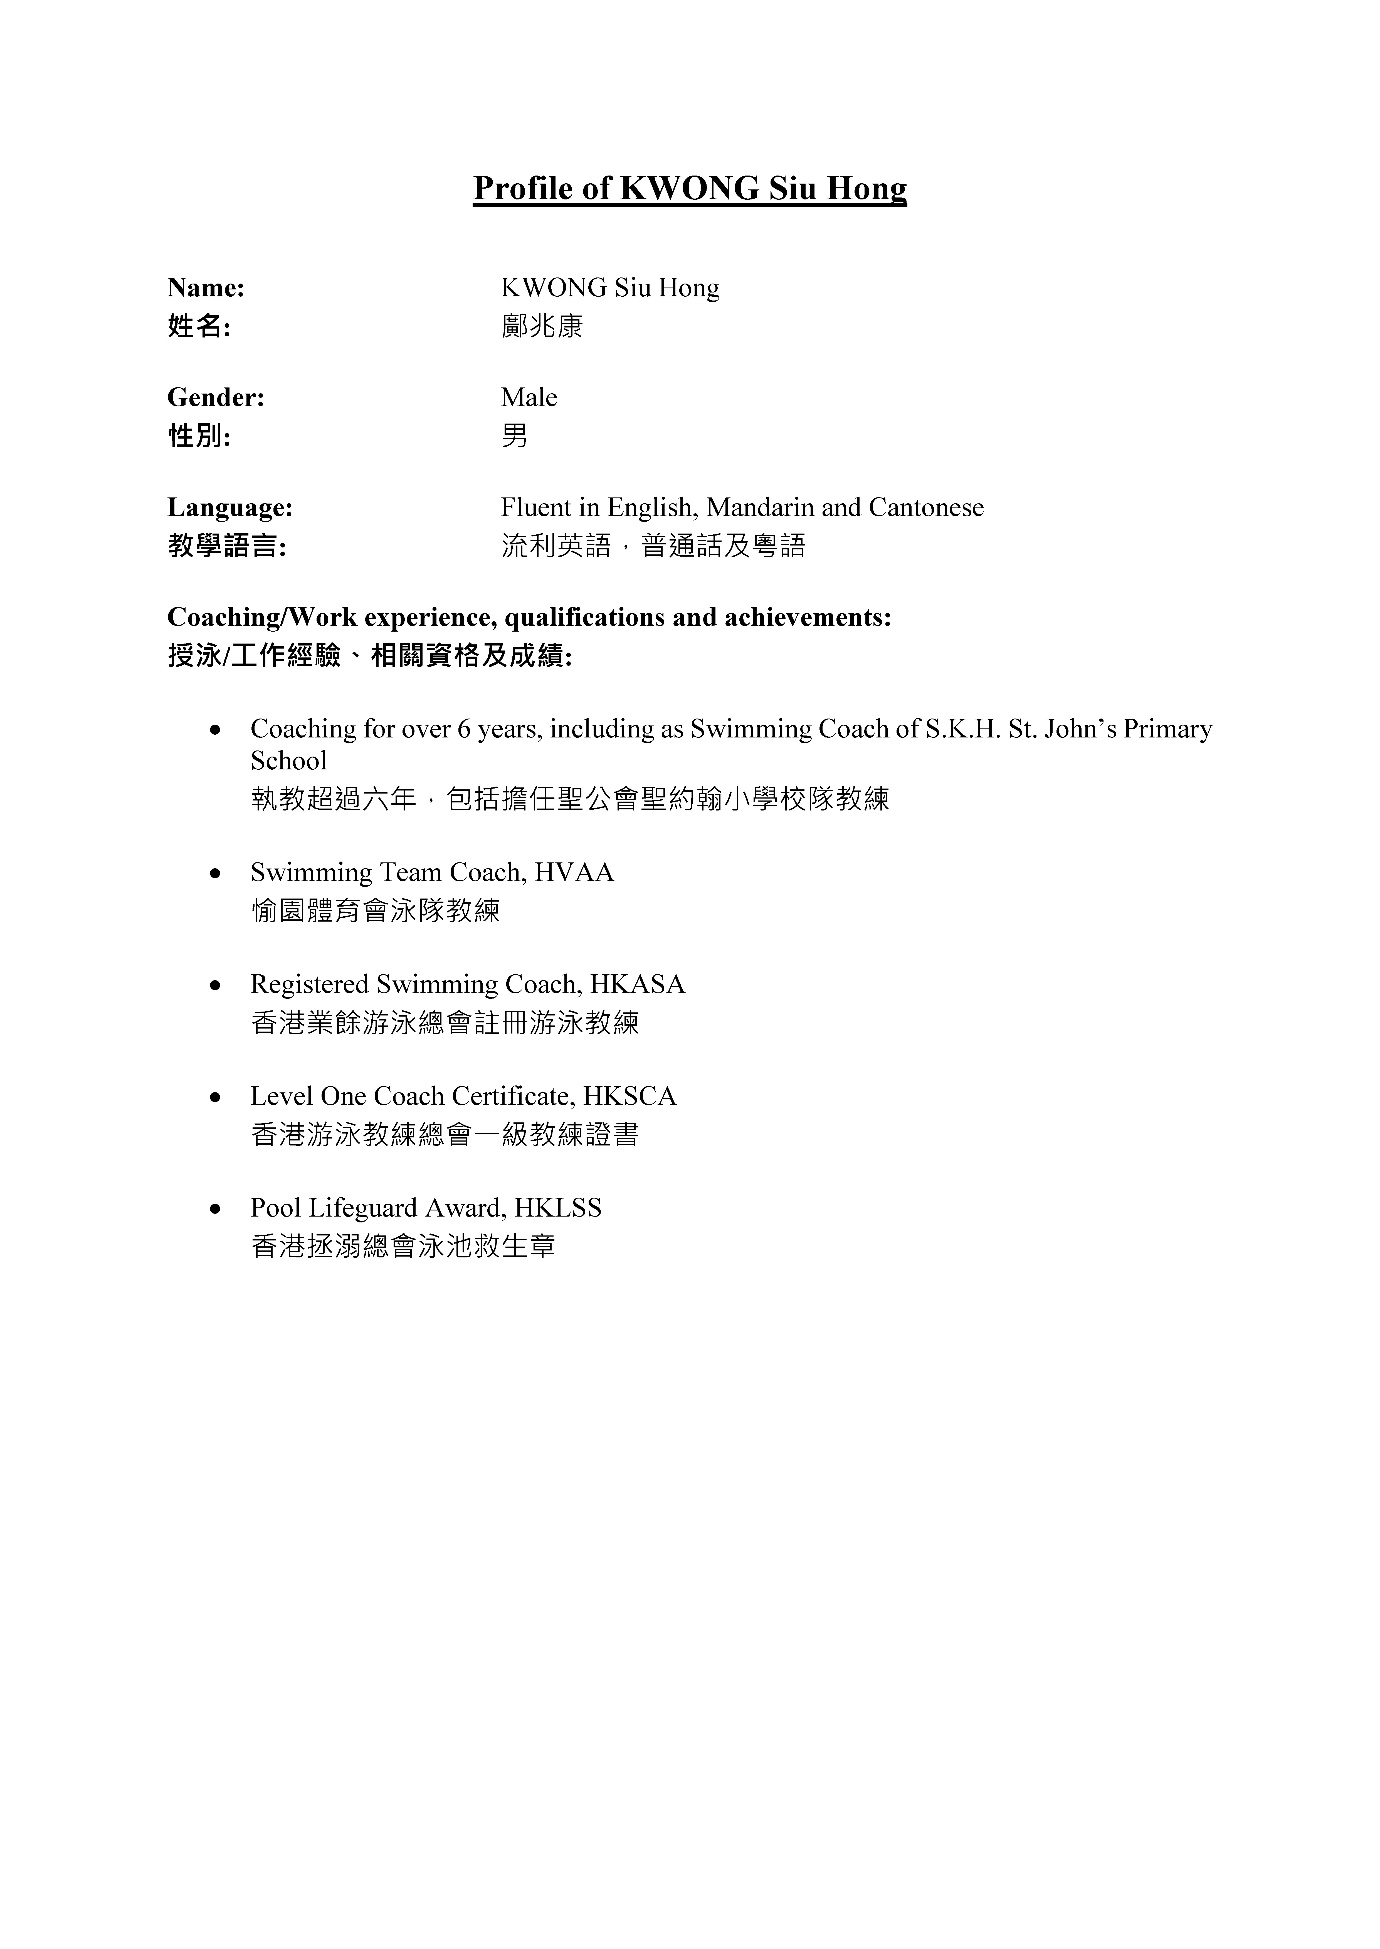 Profile of KWONG Siu Hong
Name: KWONG Siu Hong
姓名: 鄺兆康
Gender: Male
性別: 男
Language: Fluent in English, Mandarin and Cantonese
教學語言: 流利英語，普通話及粵語
Coaching/Work experience, qualifications and achievements:
授泳/工作經驗、相關資格及成績:
• Coaching for over 6 years, including as Swimming Coach of S.K.H. St. John’s Primary
School
執教超過六年，包括擔任聖公會聖約翰小學校隊教練
• Swimming Team Coach, HVAA
愉園體育會泳隊教練
• Registered Swimming Coach, HKASA
香港業餘游泳總會註冊游泳教練
• Level One Coach Certificate, HKSCA
香港游泳教練總會一級教練證書
• Pool Lifeguard Award, HKLSS
香港拯溺總會泳池救生章